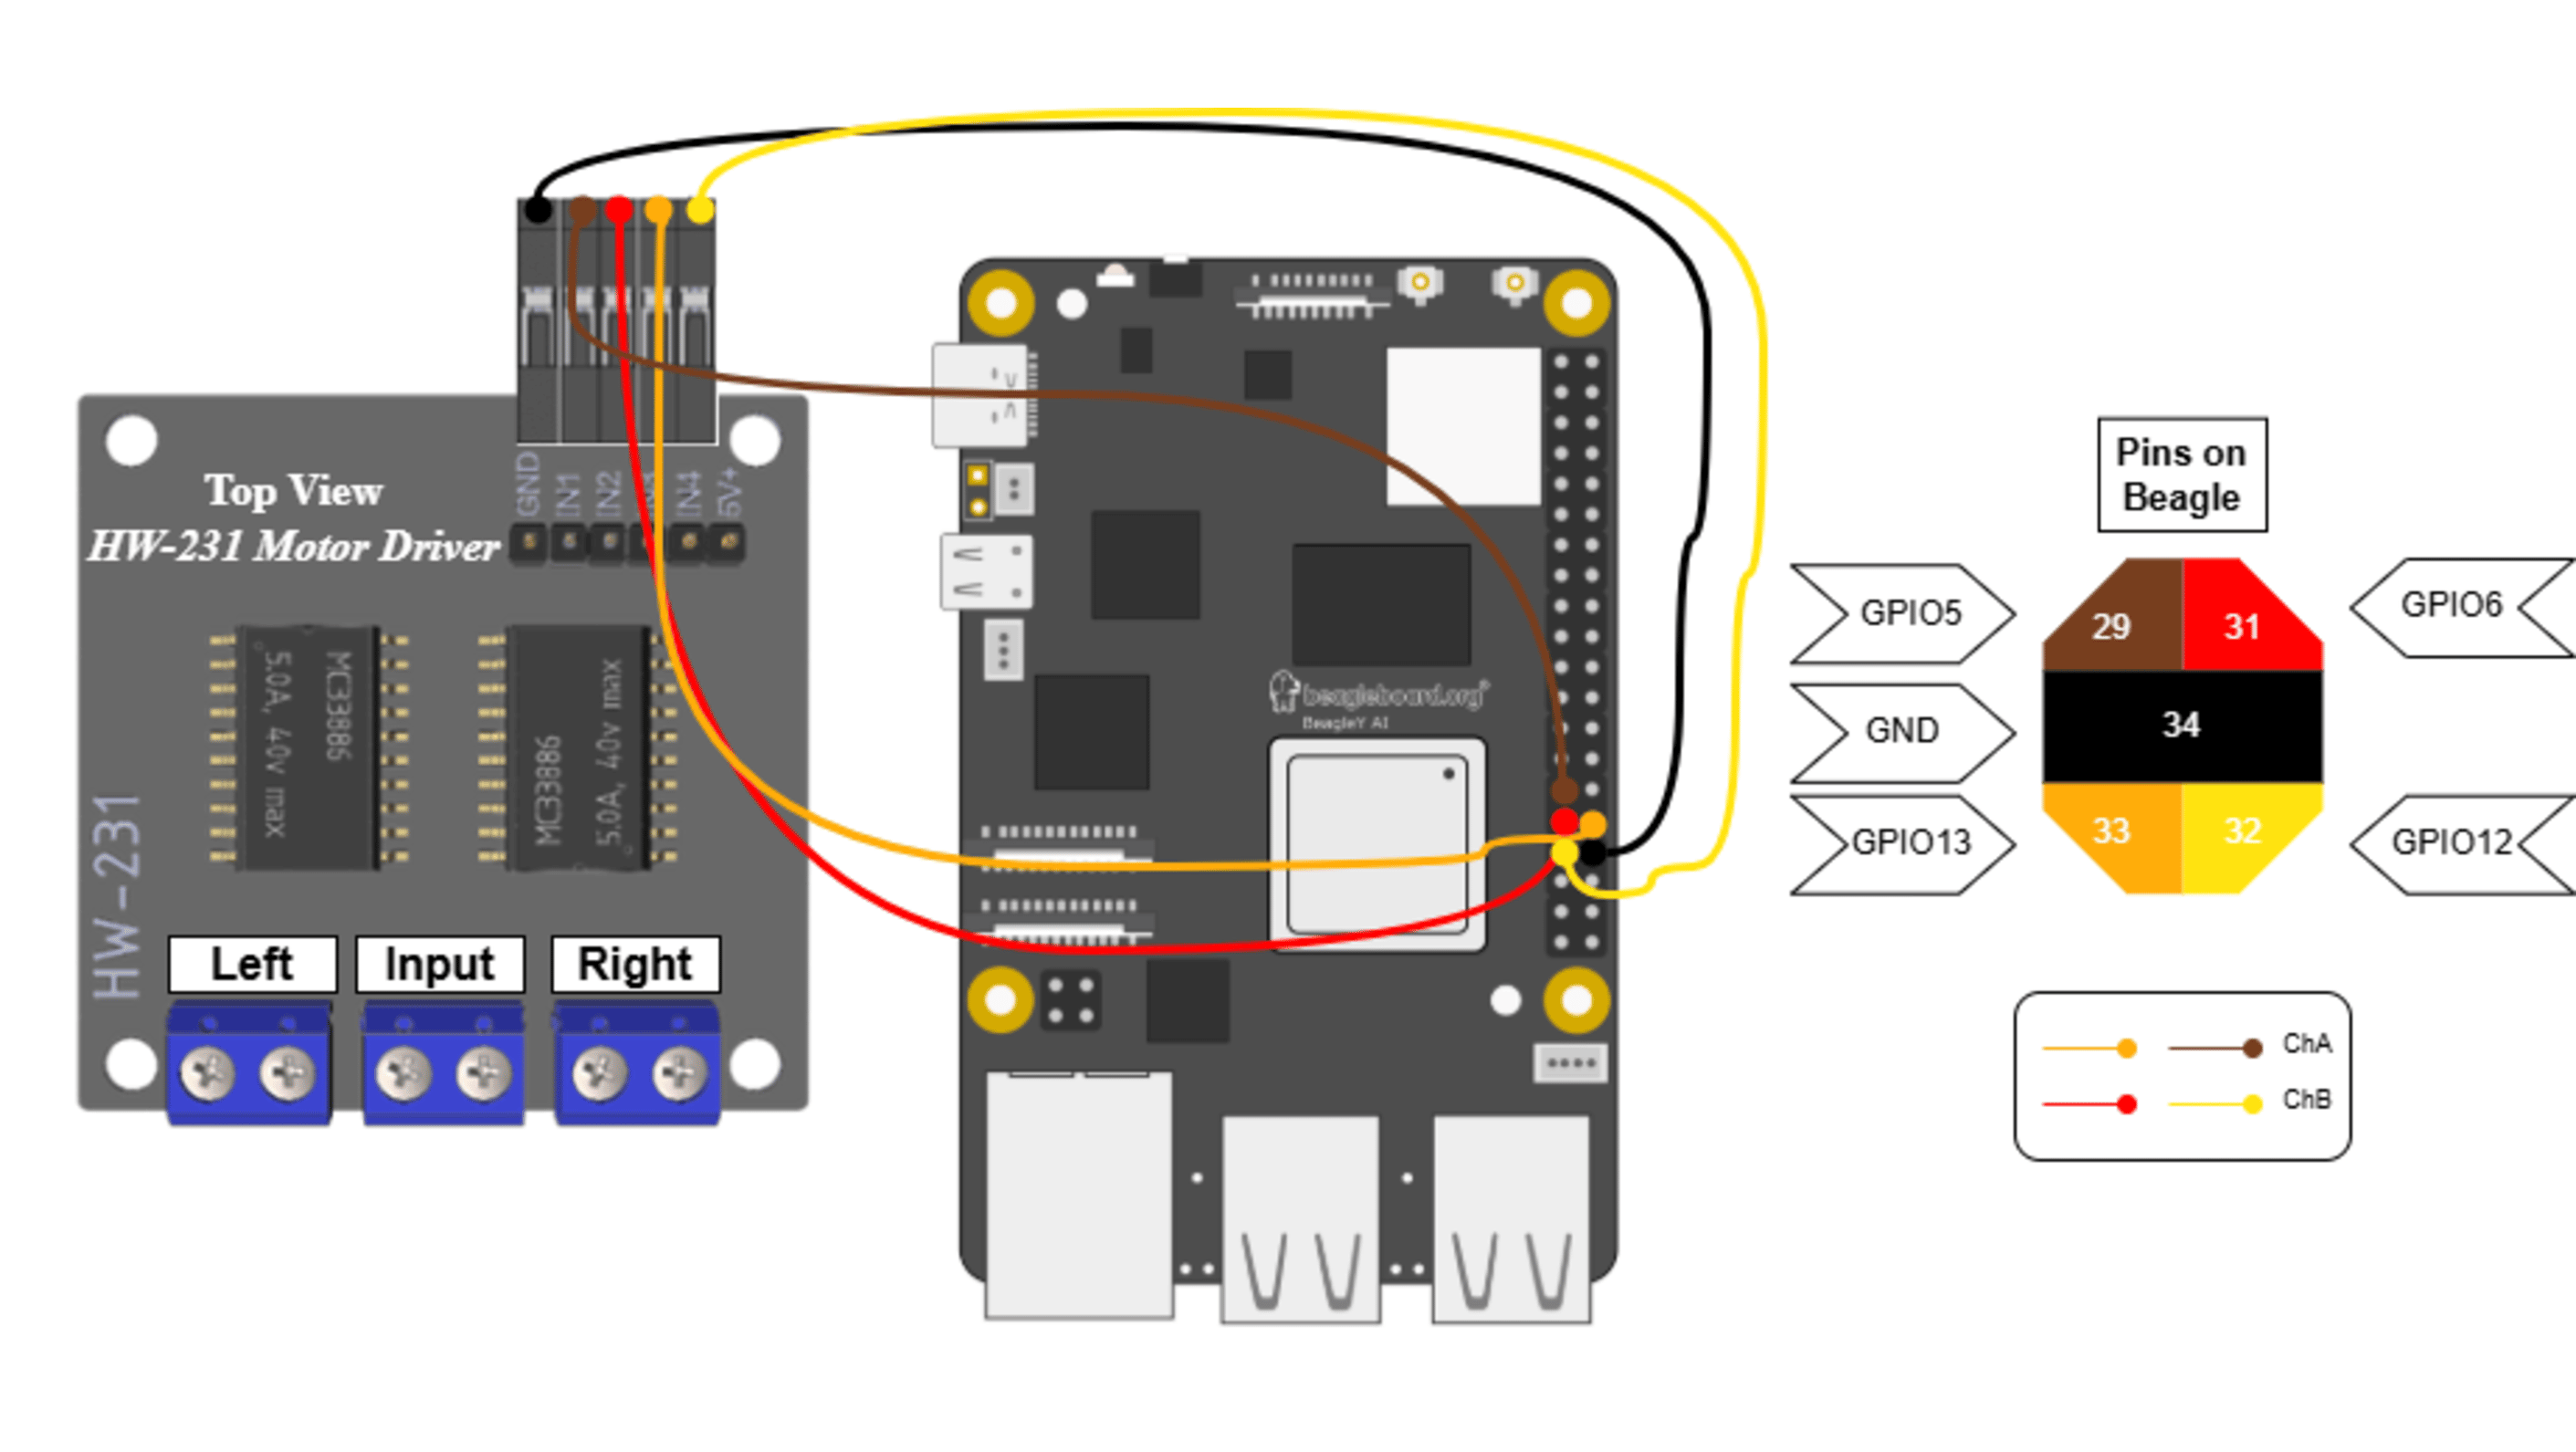 Top View
HW-231 Motor Driver
GND
IN1
IN2
IN4
5V+
MC33886
5.0A, 40v max
MC33886
5.0A, 40v max
HW-231
Left
Input
Right
beagleboard.org®
BeagleY AI
Pins on
Beagle
GPIO5
29
31
GPIO6
GND
34
GPIO13
33
32
GPIO12
ChA
ChB